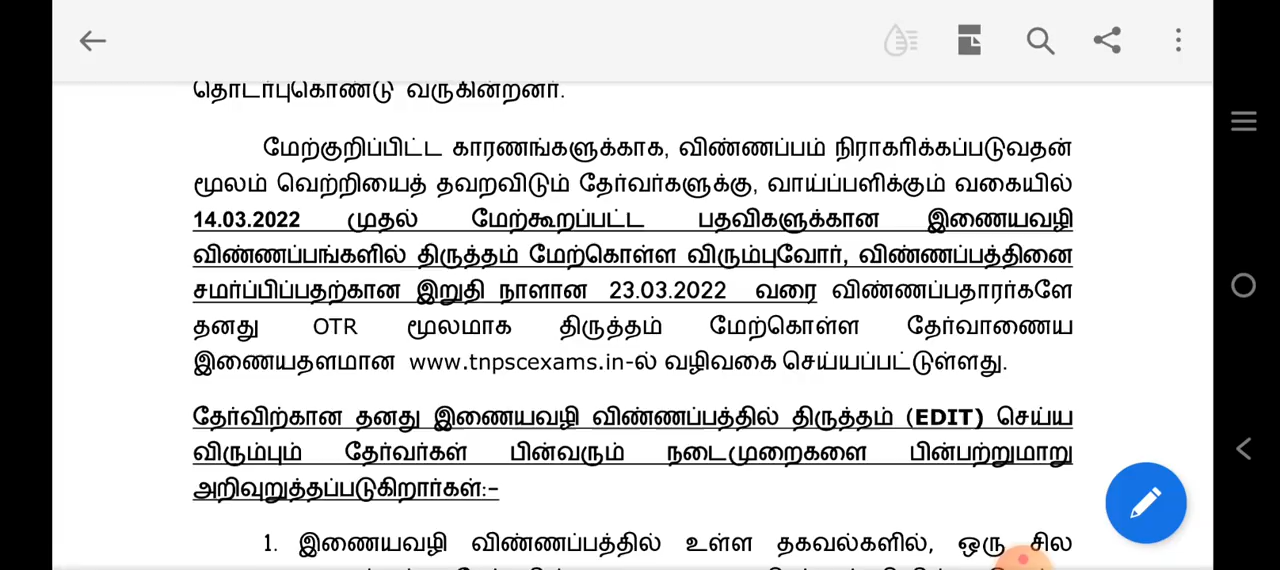 தொடர்புகொண்டு வருகின்றனர்.
மேற்குறிப்பிட்ட காரணங்களுக்காக, விண்ணப்பம் நிராகரிக்கப்படுவதன்
மூலம் வெற்றியைத் தவறவிடும் தேர்வர்களுக்கு, வாய்ப்பளிக்கும் வகையில்
14.03.2022 முதல் மேற்கூறப்பட்ட பதவிகளுக்கான இணையவழி
விண்ணப்பங்களில் திருத்தம் மேற்கொள்ள விரும்புவோர், விண்ணப்பத்தினை
சமர்ப்பிப்பதற்கான இறுதி நாளான 23.03.2022 வரை விண்ணப்பதாரர்களே
தனது OTR மூலமாக திருத்தம் மேற்கொள்ள தேர்வாணைய
இணையதளமான www.tnpscexams.in-ல் வழிவகை செய்யப்பட்டுள்ளது.
தேர்விற்கான தனது இணையவழி விண்ணப்பத்தில் திருத்தம் (EDIT) செய்ய
விரும்பும் தேர்வர்கள் பின்வரும் நடைமுறைகளை பின்பற்றுமாறு
அறிவுறுத்தப்படுகிறார்கள்:-
1. இணையவழி விண்ணப்பத்தில் உள்ள தகவல்களில், ஒரு சில